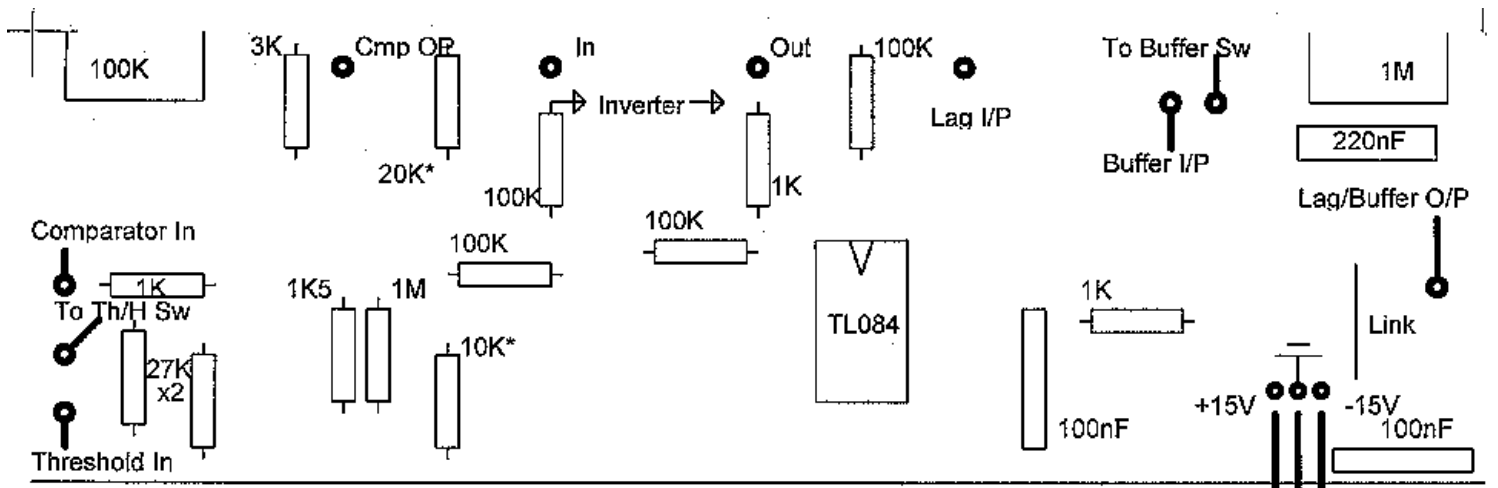 3K
Cmp OP
In
Out
100K
To Buffer Sw
100K
1M
Inverter
Lag I/P
220nF
Buffer I/P
20K*
100K
1K
Lag/Buffer O/P
Comparator In
100K
100K
1K
1K5
1M
1K
To Th/H Sw
TL084
Link
10K*
27K
x2
+15V
-15V
100nF
100nF
Threshold In